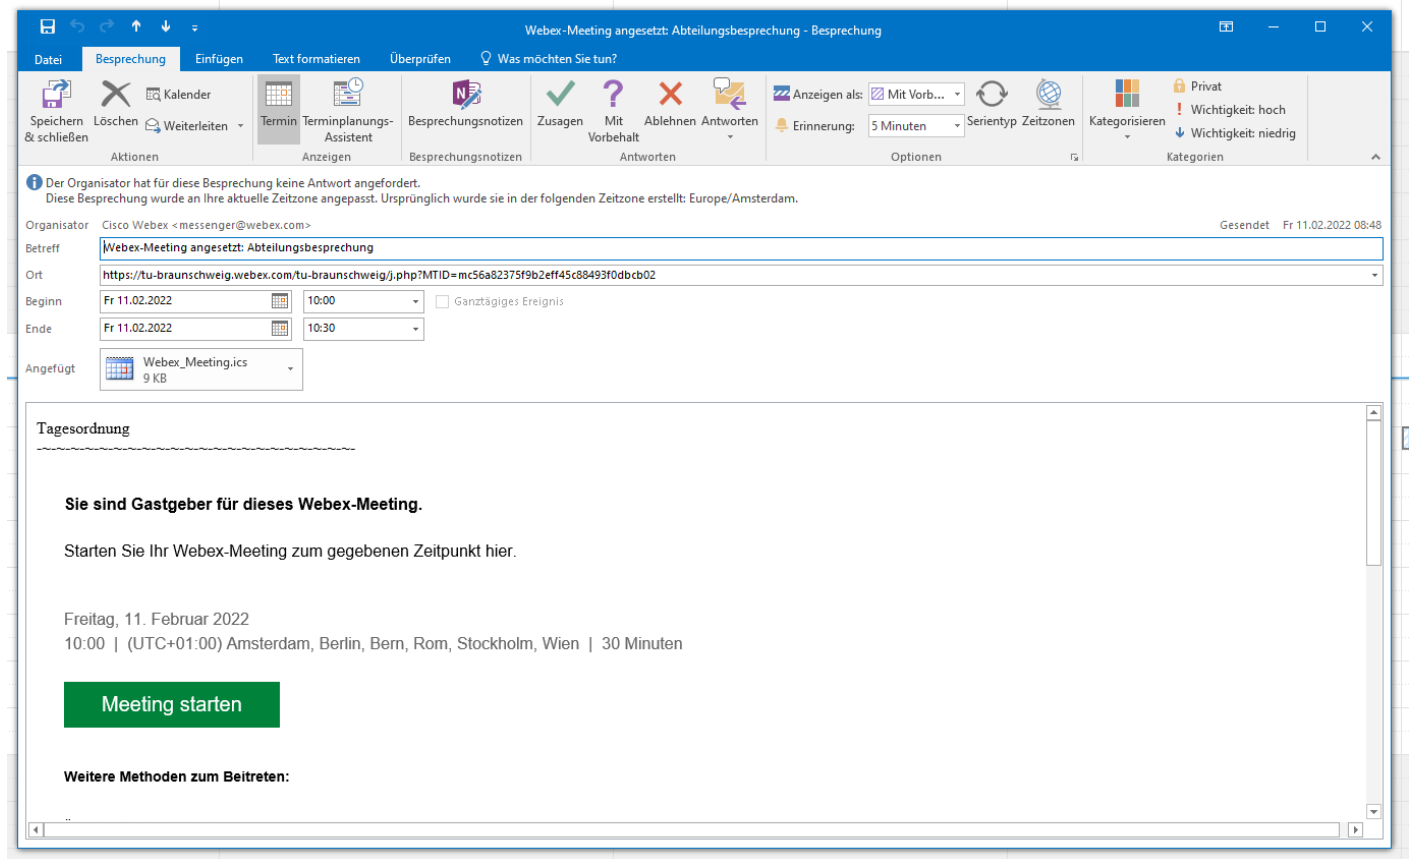 Webex-Meeting angesetzt: Abteilungsbesprechung - Besprechung
Datei Besprechung Einfügen Text formatieren Überprüfen Was möchten Sie tun?
Speichern & schließen
Löschen
Kalender
Weiterleiten
Aktionen
Termin
Terminplanungs-Assistent
Anzeigen
Besprechungsnotizen
Besprechungsnotizen
Zusagen
Mit Vorbehalt
Ablehnen
Antworten
Antworten
Anzeigen als: Mit Vorb...
Erinnerung: 5 Minuten
Serientyp
Zeitzonen
Optionen
Kategorisieren
Privat
Wichtigkeit: hoch
Wichtigkeit: niedrig
Kategorien
Der Organisator hat für diese Besprechung keine Antwort angefordert.
Diese Besprechung wurde an Ihre aktuelle Zeitzone angepasst. Ursprünglich wurde sie in der folgenden Zeitzone erstellt: Europe/Amsterdam.
Organisator Cisco Webex <messenger@webex.com> Gesendet Fr 11.02.2022 08:48
Betreff Webex-Meeting angesetzt: Abteilungsbesprechung
Ort https://tu-braunschweig.webex.com/tu-braunschweig/j.php?MTID=mc56a82375f9b2eff45c88493f0dbcb02
Beginn Fr 11.02.2022 10:00 Ganztägiges Ereignis
Ende Fr 11.02.2022 10:30
Angefügt Webex_Meeting.ics
9 KB
Tagesordnung
-~-~-~-~-~-~-~-~-~-~-~-~-~-~-~-~-~-~-~-~-~-~-
Sie sind Gastgeber für dieses Webex-Meeting.
Starten Sie Ihr Webex-Meeting zum gegebenen Zeitpunkt hier.
Freitag, 11. Februar 2022
10:00 | (UTC+01:00) Amsterdam, Berlin, Bern, Rom, Stockholm, Wien | 30 Minuten
Meeting starten
Weitere Methoden zum Beitreten: